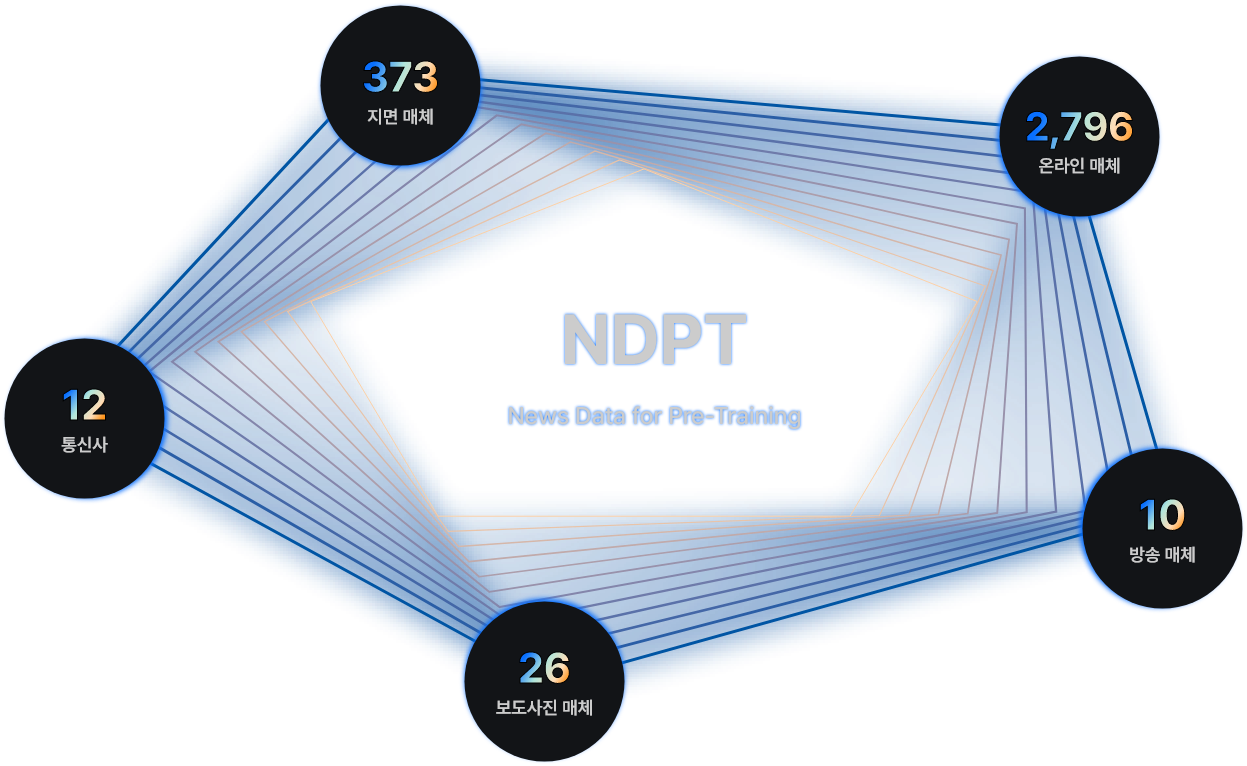 373
지면 매체
2,796
온라인 매체
NDPT
News Data for Pre-Training
12
통신사
10
방송 매체
26
보도사진 매체